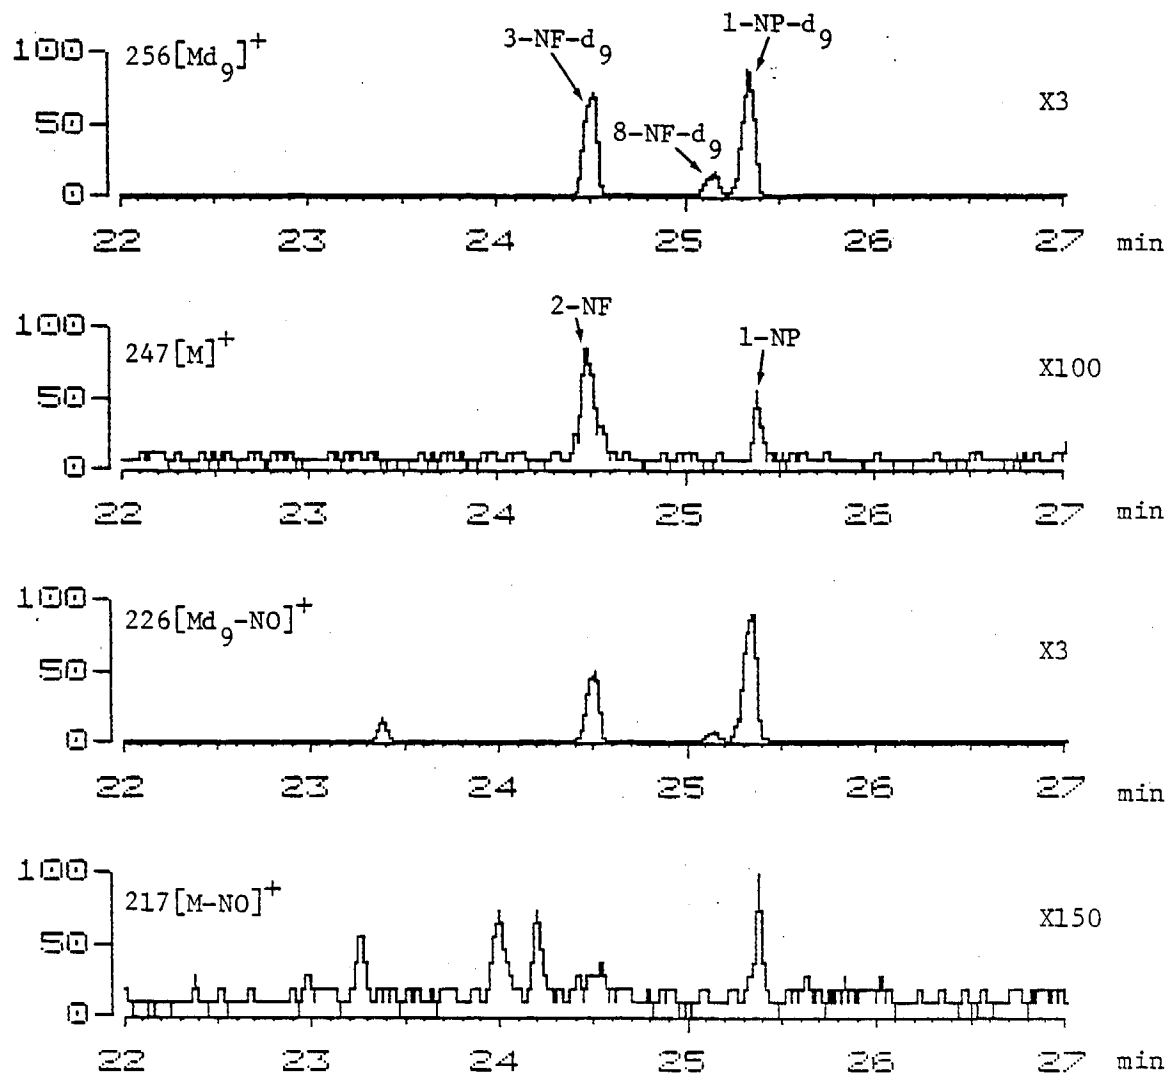 3-NF-d9
1-NP-d9
100
256[Md9]+
X3
50
8-NF-d9
0
22 23 24 25 26 27 min
2-NF
100
247[M]+
1-NP
X100
50
0
22 23 24 25 26 27 min
100
226[Md9-NO]+
X3
50
0
22 23 24 25 26 27 min
100
217[M-NO]+
X150
50
0
22 23 24 25 26 27 min